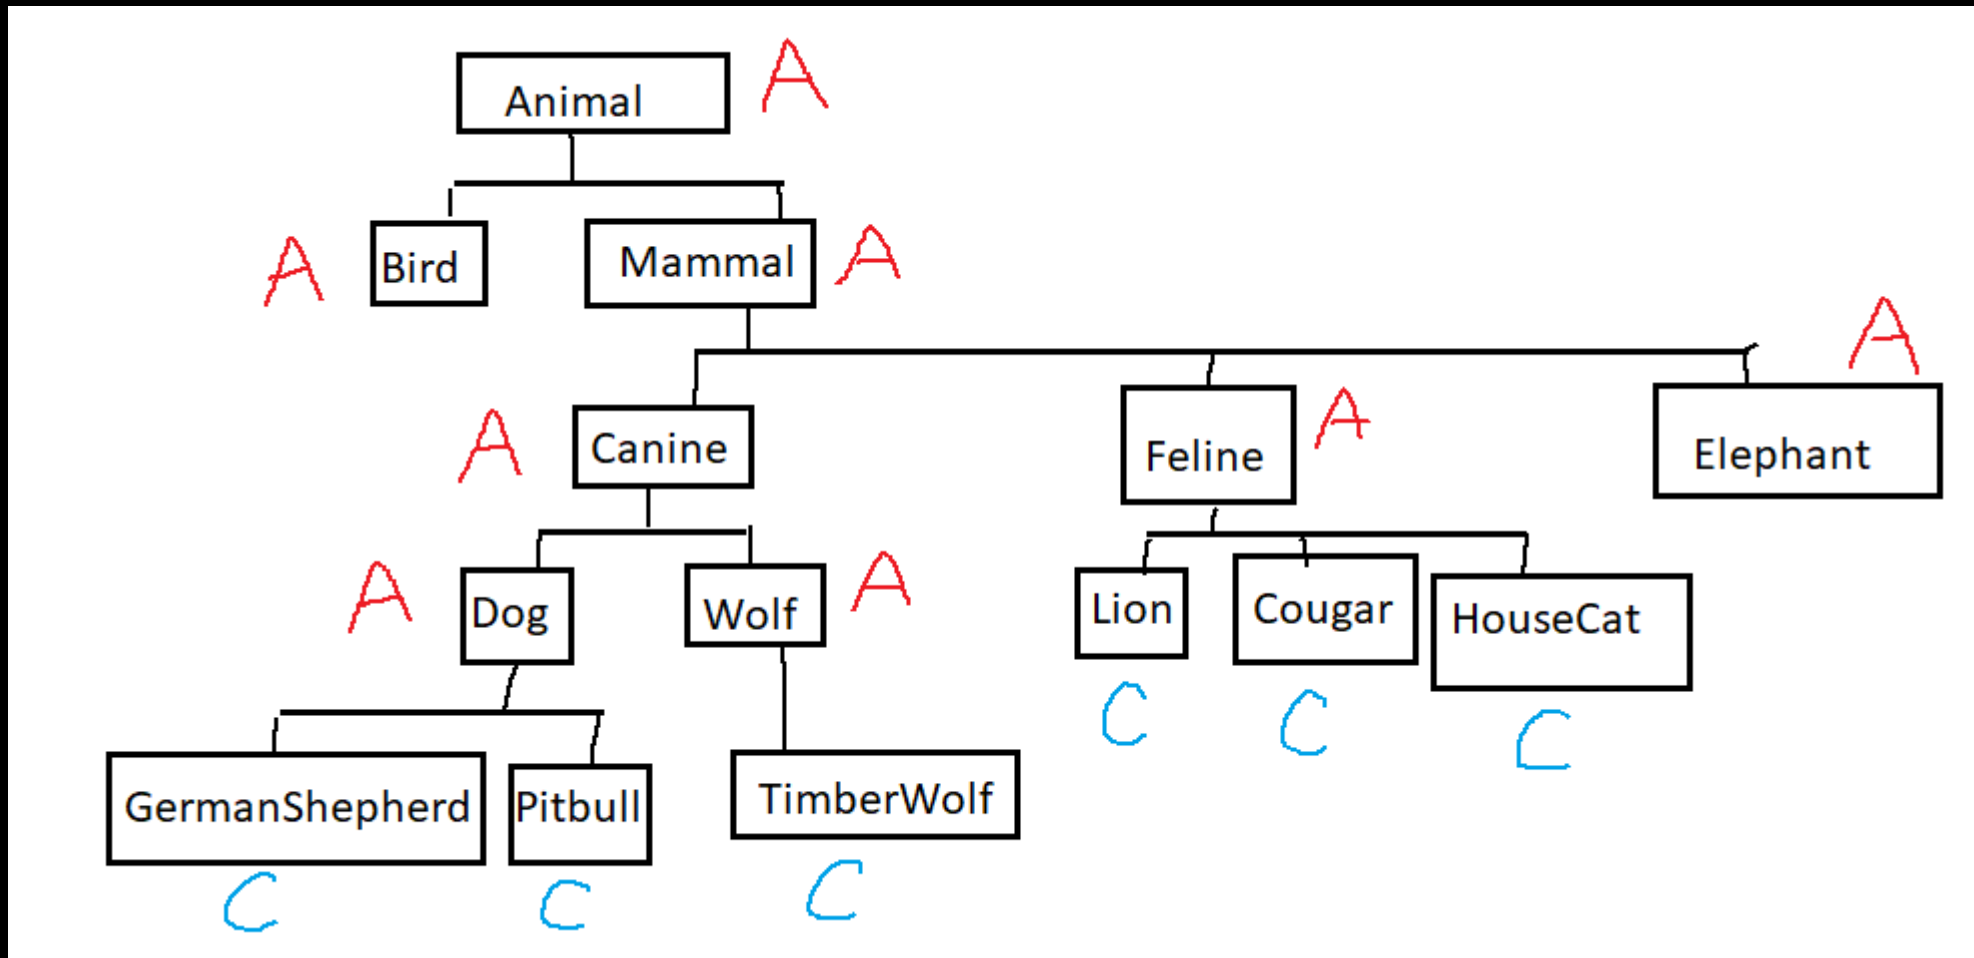 Animal A
A Bird Mammal A
A
A Canine Feline A Elephant
A Dog Wolf A Lion Cougar HouseCat
C C C
GermanShepherd Pitbull TimberWolf
C C C